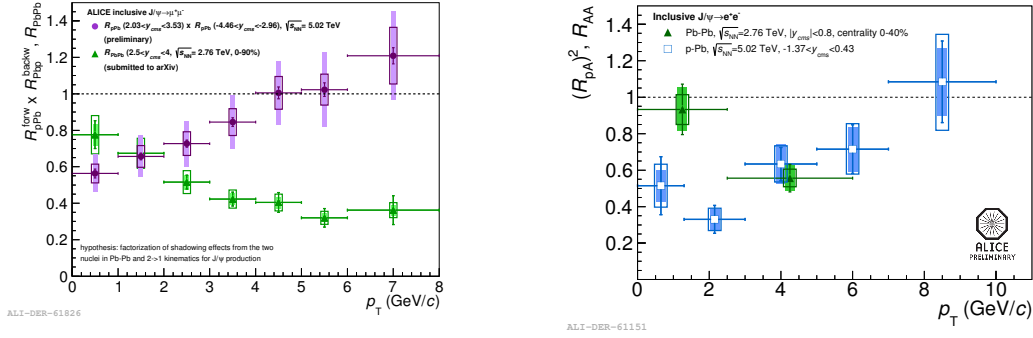 R^forw_pPb x R^backw_Pbp, R_PbPb
ALICE inclusive J/ψ→μ⁺μ⁻
R_pPb (2.03<y_cms<3.53) x R_pPb (-4.46<y_cms<-2.96), √s_NN= 5.02 TeV
(preliminary)
R_PbPb (2.5<y_cms<4, √s_NN= 2.76 TeV, 0-90%)
(submitted to arXiv)
1.4
1.2
1
0.8
0.6
0.4
0.2
0
hypothesis: factorization of shadowing effects from the two
nuclei in Pb-Pb and 2->1 kinematics for J/ψ production
0 1 2 3 4 5 6 7 8
p_T (GeV/c)
ALI-DER-61826
(R_pA)², R_AA
Inclusive J/ψ→e⁺e⁻
Pb-Pb, √s_NN=2.76 TeV, |y_cms|<0.8, centrality 0-40%
p-Pb, √s_NN=5.02 TeV, -1.37<y_cms<0.43
1.4
1.2
1
0.8
0.6
0.4
0.2
0.0
ALICE
PRELIMINARY
0 2 4 6 8 10
p_T (GeV/c)
ALI-DER-61151